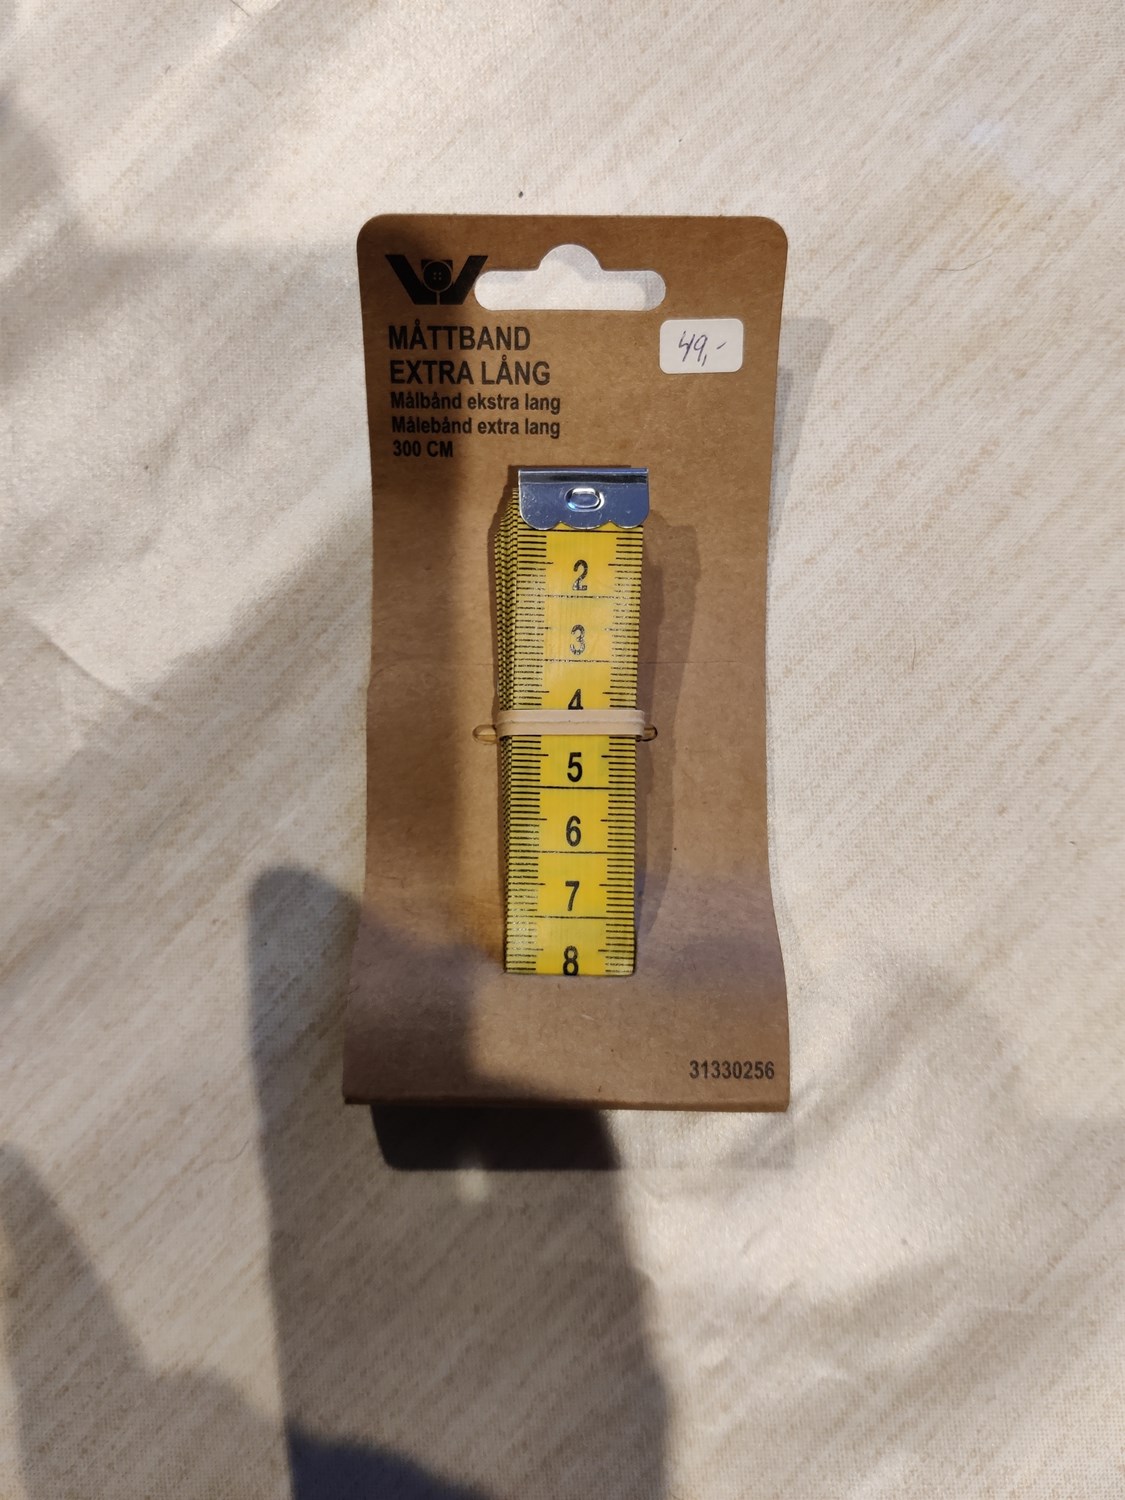 MÅTTBAND
EXTRA LÅNG
Målbånd ekstra lang
Målebånd extra lang
300 CM
49,-
2
3
4
5
6
7
8
31330256